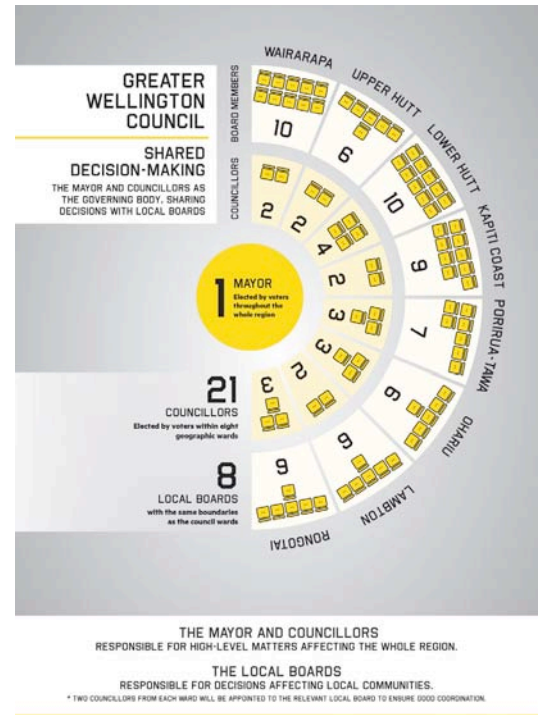 GREATER
WELLINGTON
COUNCIL
SHARED
DECISION-MAKING
THE MAYOR AND COUNCILLORS AS
THE GOVERNING BODY, SHARING
DECISIONS WITH LOCAL BOARDS
BOARD MEMBERS
COUNCILLORS
WAIRARAPA
UPPER HUTT
LOWER HUTT
KAPITI COAST
PORIRUA-TAWA
OHARIU
LAMBTON
RONGOTAI
10
6
10
9
7
6
6
6
2
2
4
2
3
3
2
3
1 MAYOR
Elected by voters
throughout the
whole region
21
COUNCILLORS
Elected by voters within eight
geographic wards
8
LOCAL BOARDS
with the same boundaries
as the council wards
THE MAYOR AND COUNCILLORS
RESPONSIBLE FOR HIGH-LEVEL MATTERS AFFECTING THE WHOLE REGION.
THE LOCAL BOARDS
RESPONSIBLE FOR DECISIONS AFFECTING LOCAL COMMUNITIES.
* TWO COUNCILLORS FROM EACH WARD WILL BE APPOINTED TO THE RELEVANT LOCAL BOARD TO ENSURE GOOD COORDINATION.